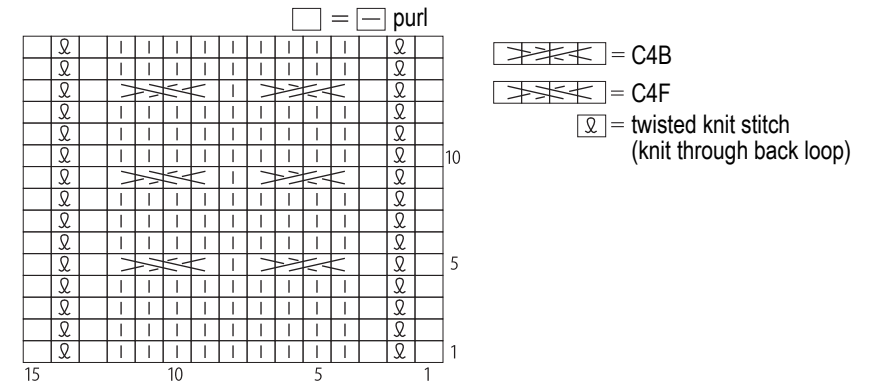 = purl
= C4B
= C4F
= twisted knit stitch
(knit through back loop)
10
5
1
15 10 5 1